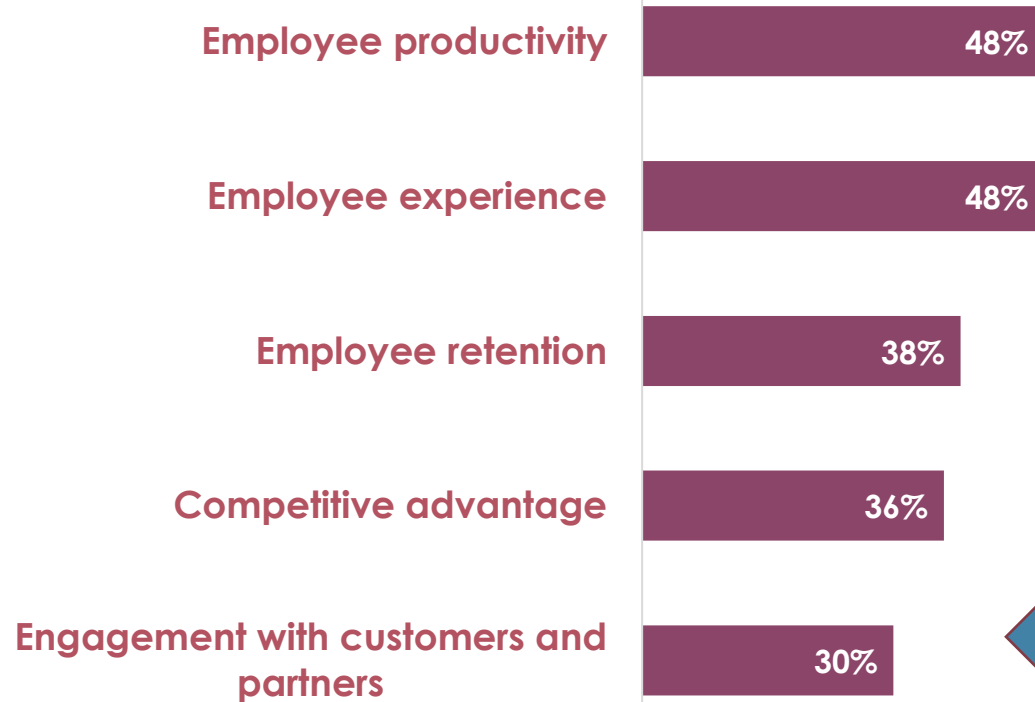 Employee productivity 48%
Employee experience 48%
Employee retention 38%
Competitive advantage 36%
Engagement with customers and
partners 30%